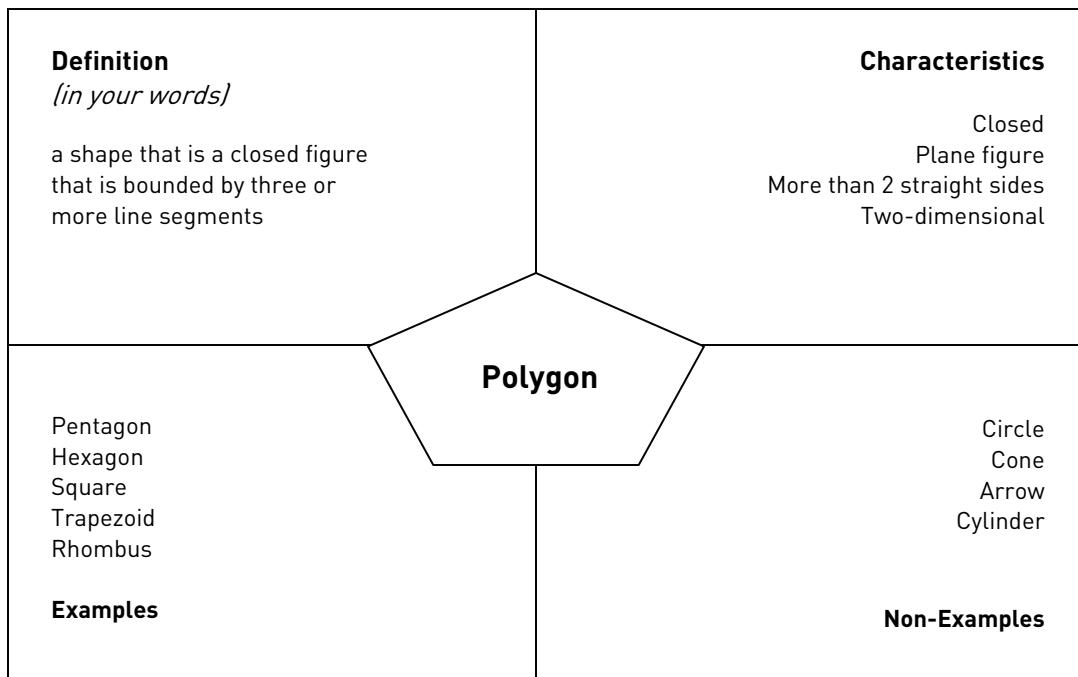 Definition
(in your words)
a shape that is a closed figure
that is bounded by three or
more line segments
Characteristics
Closed
Plane figure
More than 2 straight sides
Two-dimensional
Polygon
Pentagon
Hexagon
Square
Trapezoid
Rhombus
Examples
Circle
Cone
Arrow
Cylinder
Non-Examples